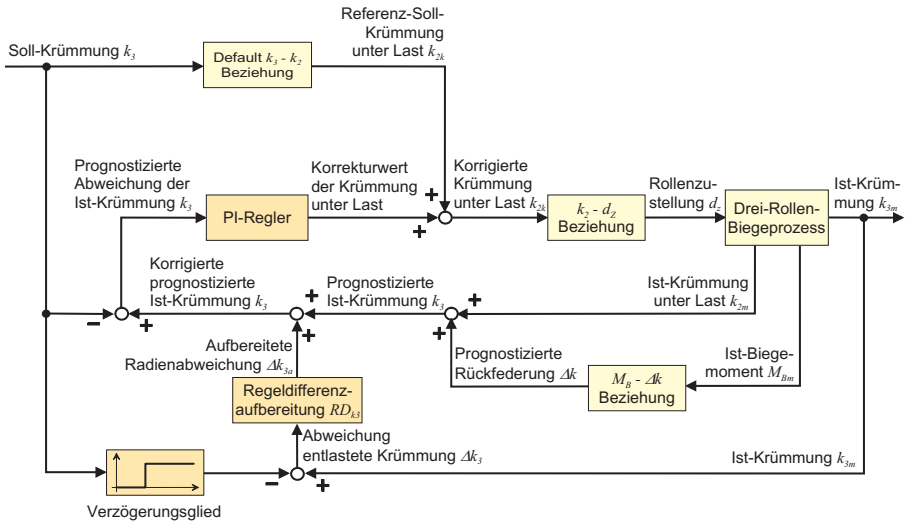 Referenz-Soll-
Krümmung
unter Last k2k
Soll-Krümmung k3
Default k3 - k2
Beziehung
Prognostizierte
Abweichung der
Ist-Krümmung k3
PI-Regler
Korrekturwert
der Krümmung
unter Last
+
+
Korrigierte
Krümmung
unter Last k2k
k2 - dZ
Beziehung
Rollenzu-
stellung dz
Drei-Rollen-
Biegeprozess
Ist-Krüm-
mung k3m
Korrigierte
prognostizierte
Ist-Krümmung k3
Prognostizierte
Ist-Krümmung k3
Ist-Krümmung
unter Last k2m
−
+
+
+
+
+
Aufbereitete
Radienabweichung Δk3a
Prognostizierte
Rückfederung Δk
MB - Δk
Beziehung
Ist-Biege-
moment MBm
Regeldifferenz-
aufbereitung RDk3
Abweichung
entlastete Krümmung Δk3
Ist-Krümmung k3m
−
+
Verzögerungsglied